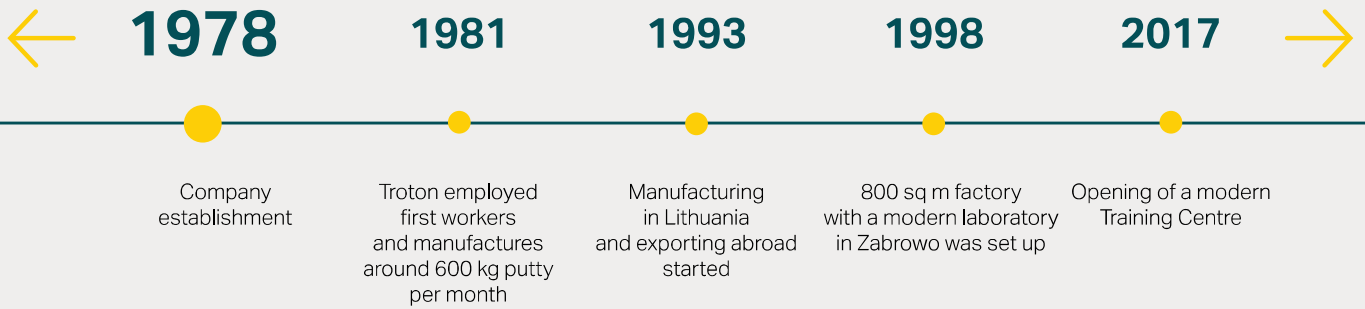 1978
Company
establishment
1981
Troton employed
first workers
and manufactures
around 600 kg putty
per month
1993
Manufacturing
in Lithuania
and exporting abroad
started
1998
800 sq m factory
with a modern laboratory
in Zabrowo was set up
2017
Opening of a modern
Training Centre